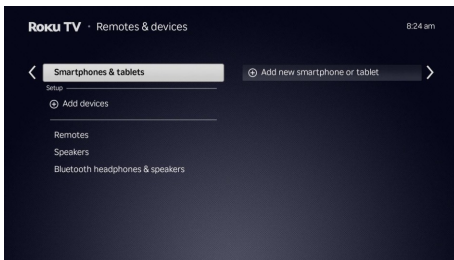 Roku TV • Remotes & devices
8:24 am
Smartphones & tablets
Add new smartphone or tablet
Setup
Add devices
Remotes
Speakers
Bluetooth headphones & speakers